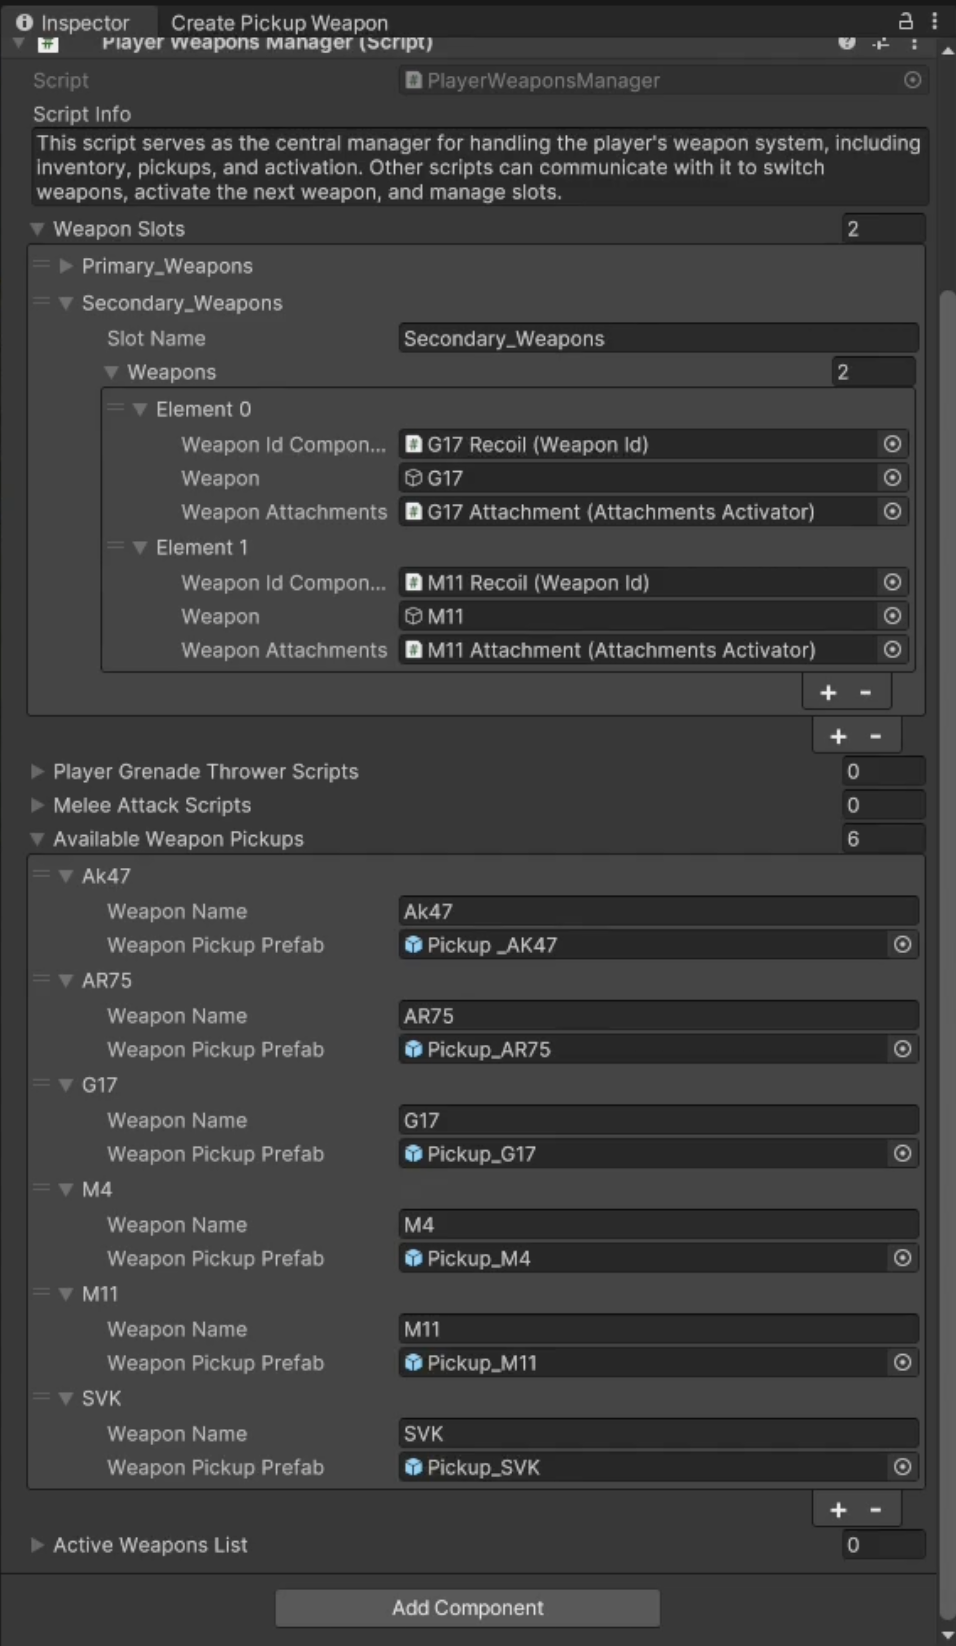 Inspector
Create Pickup Weapon
Player Weapons Manager (Script)
Script
PlayerWeaponsManager
Script Info
This script serves as the central manager for handling the player's weapon system, including
inventory, pickups, and activation. Other scripts can communicate with it to switch
weapons, activate the next weapon, and manage slots.
Weapon Slots
2
Primary_Weapons
Secondary_Weapons
Slot Name
Secondary_Weapons
Weapons
2
Element 0
Weapon Id Compon...
G17 Recoil (Weapon Id)
Weapon
G17
Weapon Attachments
G17 Attachment (Attachments Activator)
Element 1
Weapon Id Compon...
M11 Recoil (Weapon Id)
Weapon
M11
Weapon Attachments
M11 Attachment (Attachments Activator)
+ -
+ -
Player Grenade Thrower Scripts
0
Melee Attack Scripts
0
Available Weapon Pickups
6
Ak47
Weapon Name
Ak47
Weapon Pickup Prefab
Pickup _AK47
AR75
Weapon Name
AR75
Weapon Pickup Prefab
Pickup_AR75
G17
Weapon Name
G17
Weapon Pickup Prefab
Pickup_G17
M4
Weapon Name
M4
Weapon Pickup Prefab
Pickup_M4
M11
Weapon Name
M11
Weapon Pickup Prefab
Pickup_M11
SVK
Weapon Name
SVK
Weapon Pickup Prefab
Pickup_SVK
+ -
Active Weapons List
0
Add Component